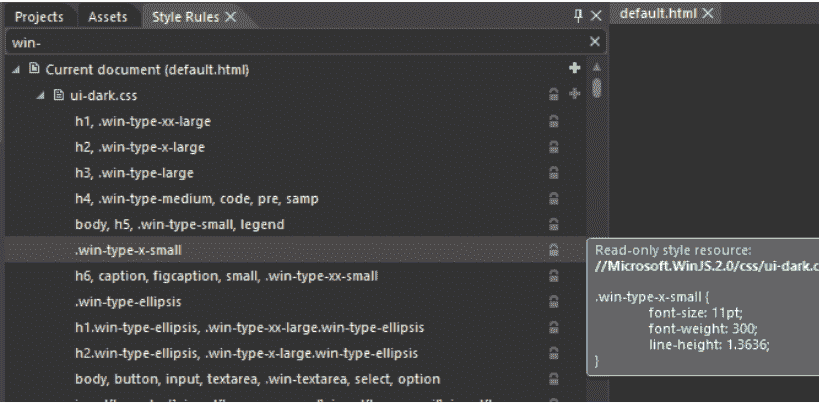 Projects Assets Style Rules default.html
win-
Current document (default.html)
ui-dark.css
h1, .win-type-xx-large
h2, .win-type-x-large
h3, .win-type-large
h4, .win-type-medium, code, pre, samp
body, h5, .win-type-small, legend
.win-type-x-small
h6, caption, figcaption, small, .win-type-xx-small
.win-type-ellipsis
h1.win-type-ellipsis, .win-type-xx-large.win-type-ellipsis
h2.win-type-ellipsis, .win-type-x-large.win-type-ellipsis
body, button, input, textarea, .win-textarea, select, option
Read-only style resource:
//Microsoft.WinJS.2.0/css/ui-dark.c
.win-type-x-small {
font-size: 11pt;
font-weight: 300;
line-height: 1.3636;
}